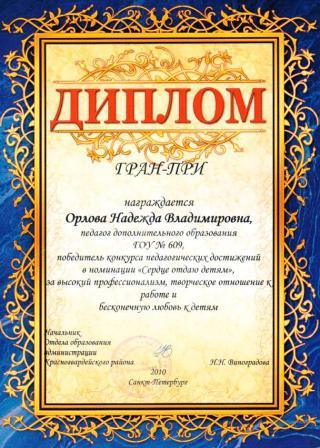 ДИПЛОМ
ГРАН-ПРИ
награждается
Орлова Надежда Владимировна,
педагог дополнительного образования
ГОУ № 609,
победитель конкурса педагогических достижений
в номинации «Сердце отдаю детям»,
за высокий профессионализм, творческое отношение к
работе и
бесконечную любовь к детям
Начальник
Отдела образования
администрации
Красногвардейского района Н.Н. Виноградова
2010
Санкт-Петербург